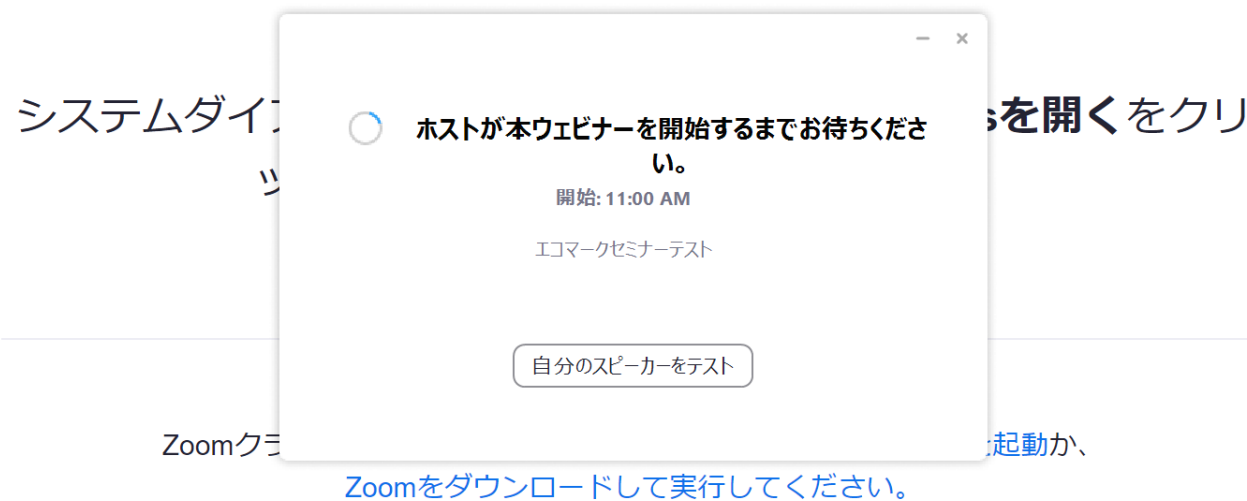 システムダイ
sを開くをクリ
ホストが本ウェビナーを開始するまでお待ちくださ
い。
開始: 11:00 AM
エコマークセミナーテスト
自分のスピーカーをテスト
Zoomクラ
起動か、
Zoomをダウンロードして実行してください。